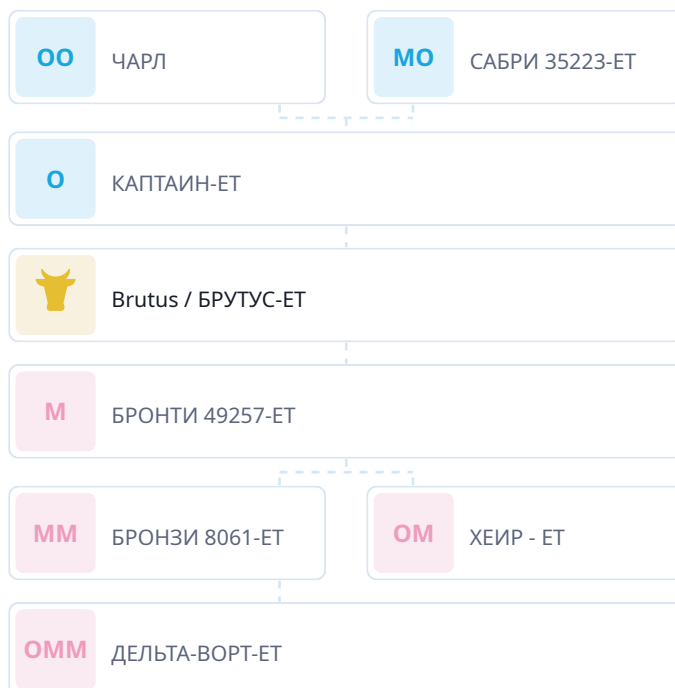 ОО ЧАРЛ МО САБРИ 35223-ЕТ
О КАПТАИН-ЕТ
Brutus / БРУТУС-ЕТ
М БРОНТИ 49257-ЕТ
ММ БРОНЗИ 8061-ЕТ ОМ ХЕИР - ЕТ
ОММ ДЕЛЬТА-ВОРТ-ЕТ